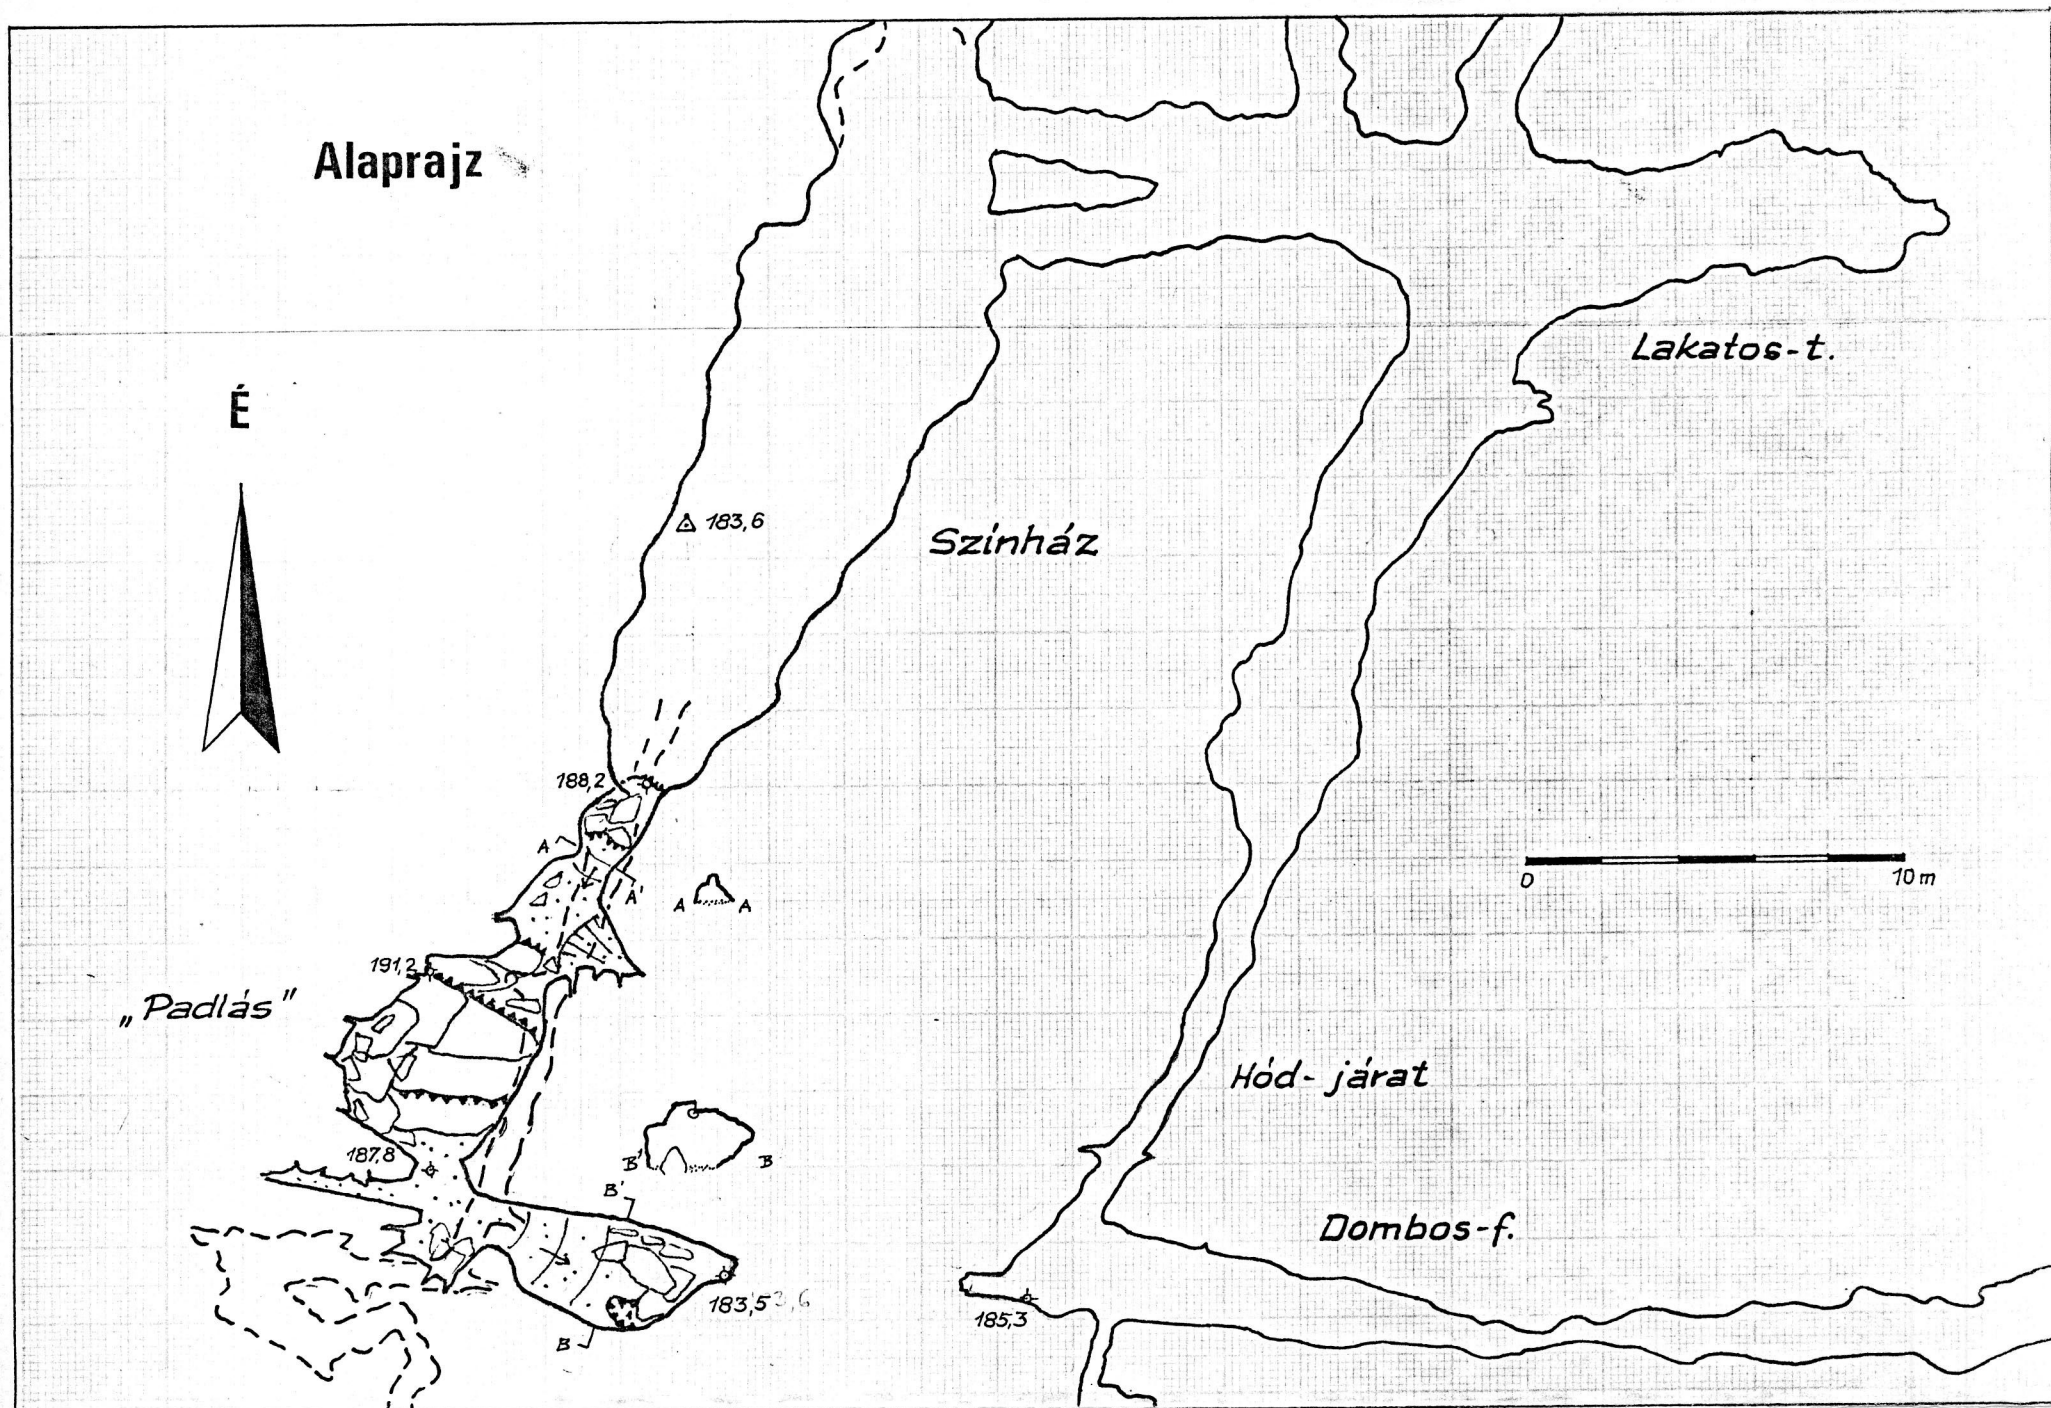 Alaprajz
É
Lakatos-t.
183,6
Színház
188,2
A
A'
A A
0 10 m
191,2
„Padlás"
Hód-járat
187,8
B' B
B'
Dombos-f.
183,5
185,3
B